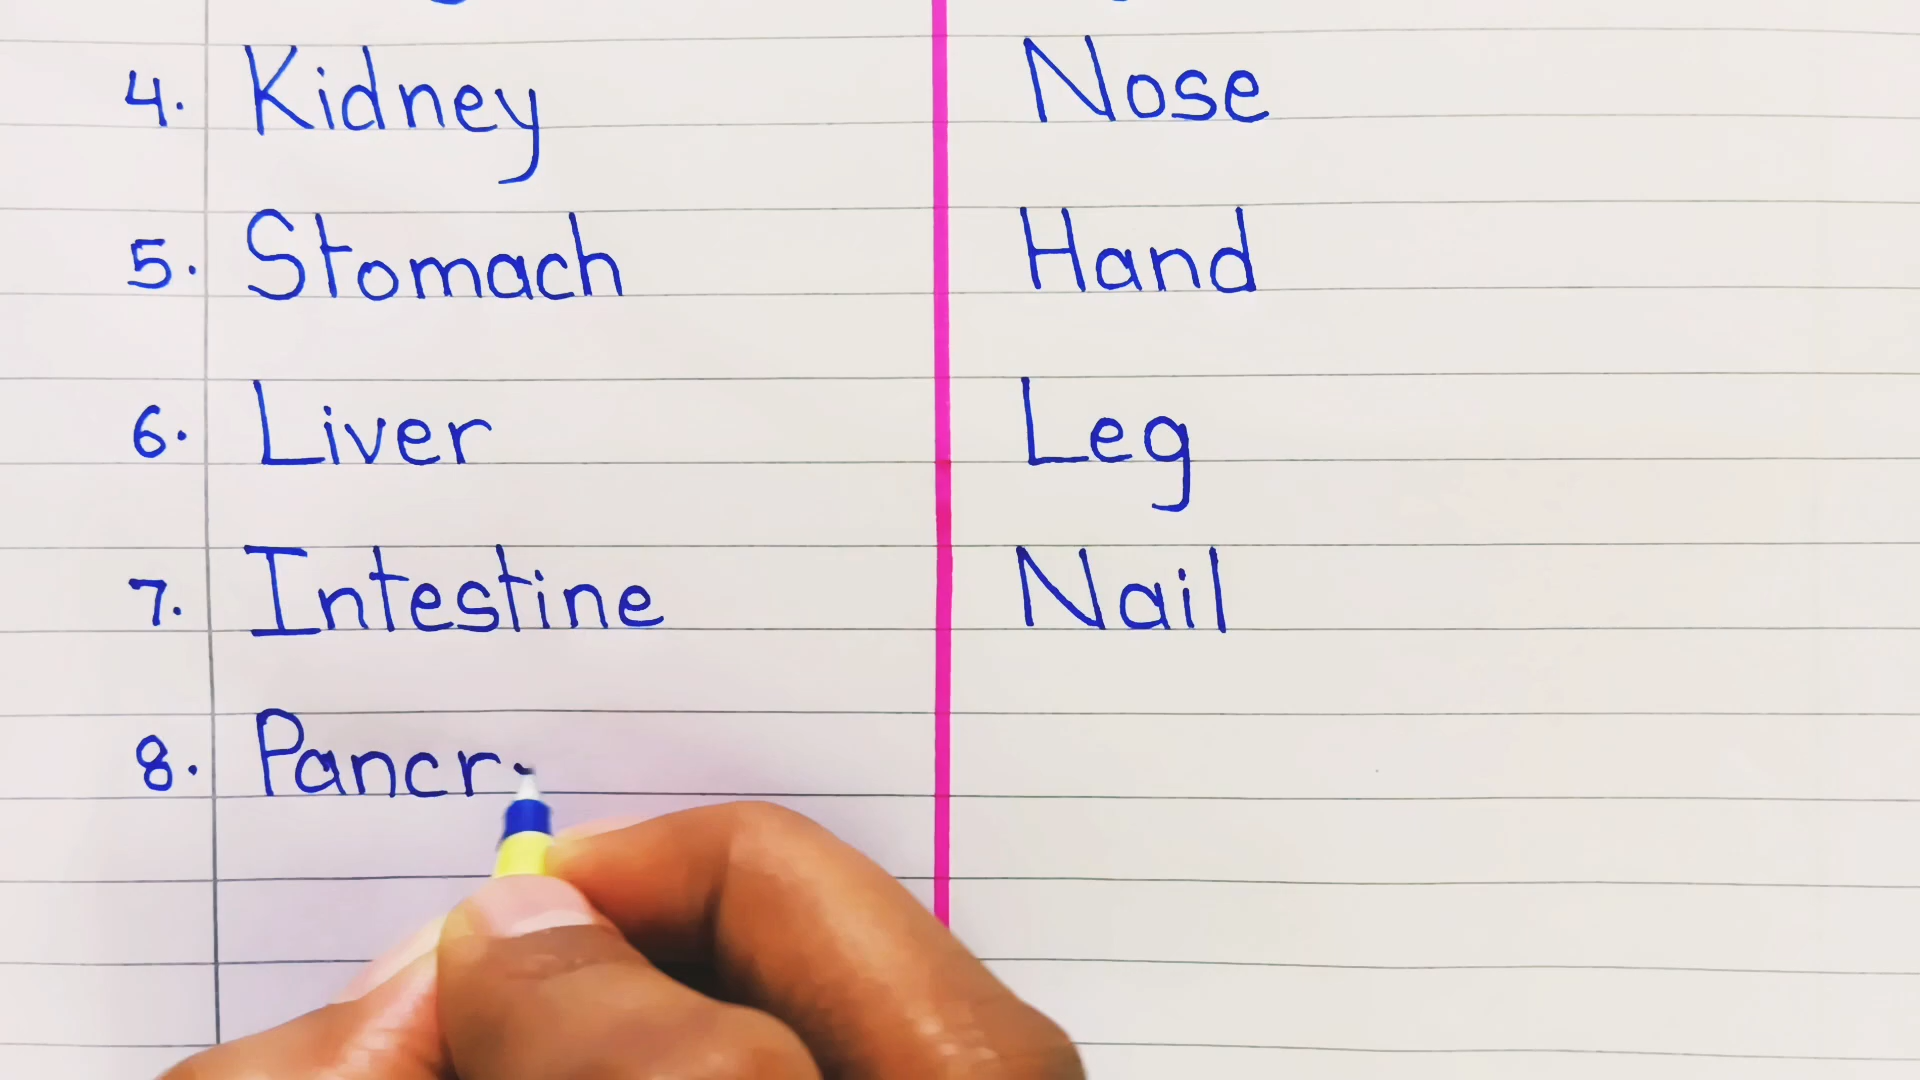 4. Kidney Nose
5. Stomach Hand
6. Liver Leg
7. Intestine Nail
8. Pancr